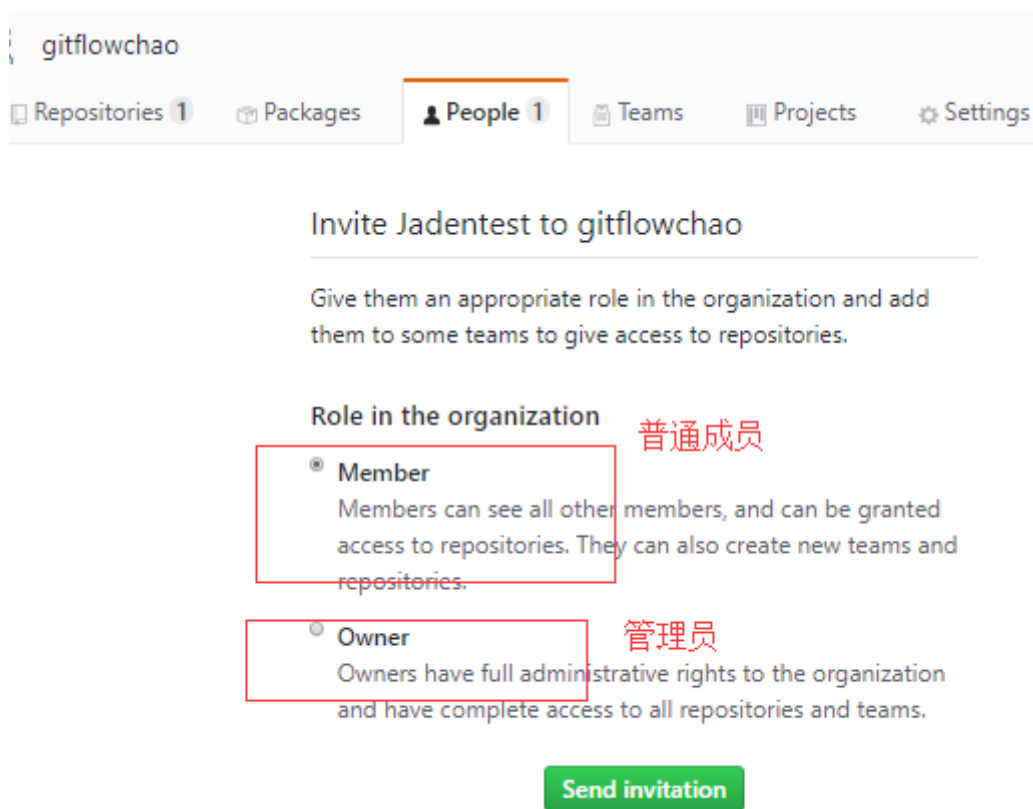 gitflowchao
Repositories 1 Packages People 1 Teams Projects Settings
Invite Jadentest to gitflowchao
Give them an appropriate role in the organization and add
them to some teams to give access to repositories.
Role in the organization
普通成员
Member
Members can see all other members, and can be granted
access to repositories. They can also create new teams and
repositories.
Owner
管理员
Owners have full administrative rights to the organization
and have complete access to all repositories and teams.
Send invitation